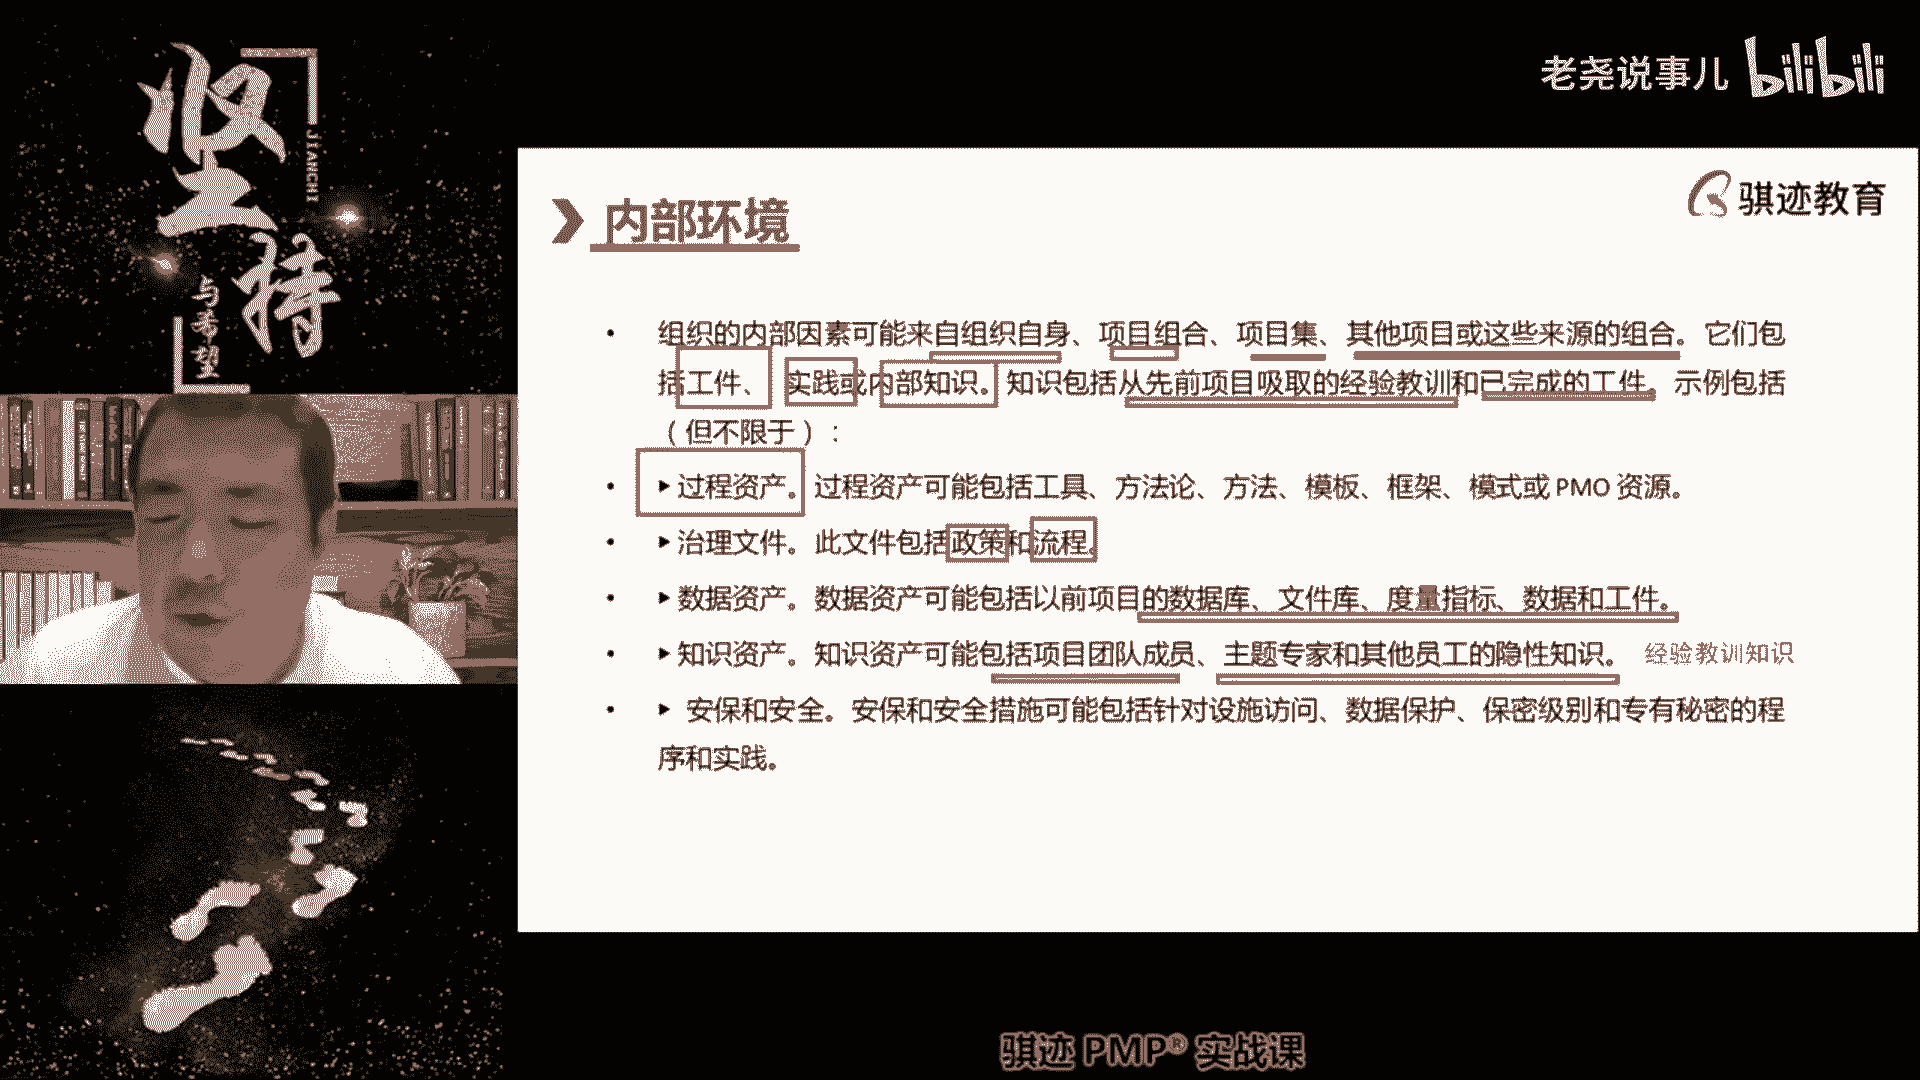 坚持
JIANCHI
与希望
老尧说事儿 bilibili
骐迹教育
内部环境
• 组织的内部因素可能来自组织自身、项目组合、项目集、其他项目或这些来源的组合。它们包
括工件、实践或内部知识。知识包括从先前项目吸取的经验教训和已完成的工件。示例包括
（但不限于）：
• ▶过程资产。过程资产可能包括工具、方法论、方法、模板、框架、模式或 PMO 资源。
• ▶治理文件。此文件包括政策和流程。
• ▶数据资产。数据资产可能包括以前项目的数据库、文件库、度量指标、数据和工件。
• ▶知识资产。知识资产可能包括项目团队成员、主题专家和其他员工的隐性知识。 经验教训知识
• ▶ 安保和安全。安保和安全措施可能包括针对设施访问、数据保护、保密级别和专有秘密的程
序和实践。
骐迹 PMP® 实战课